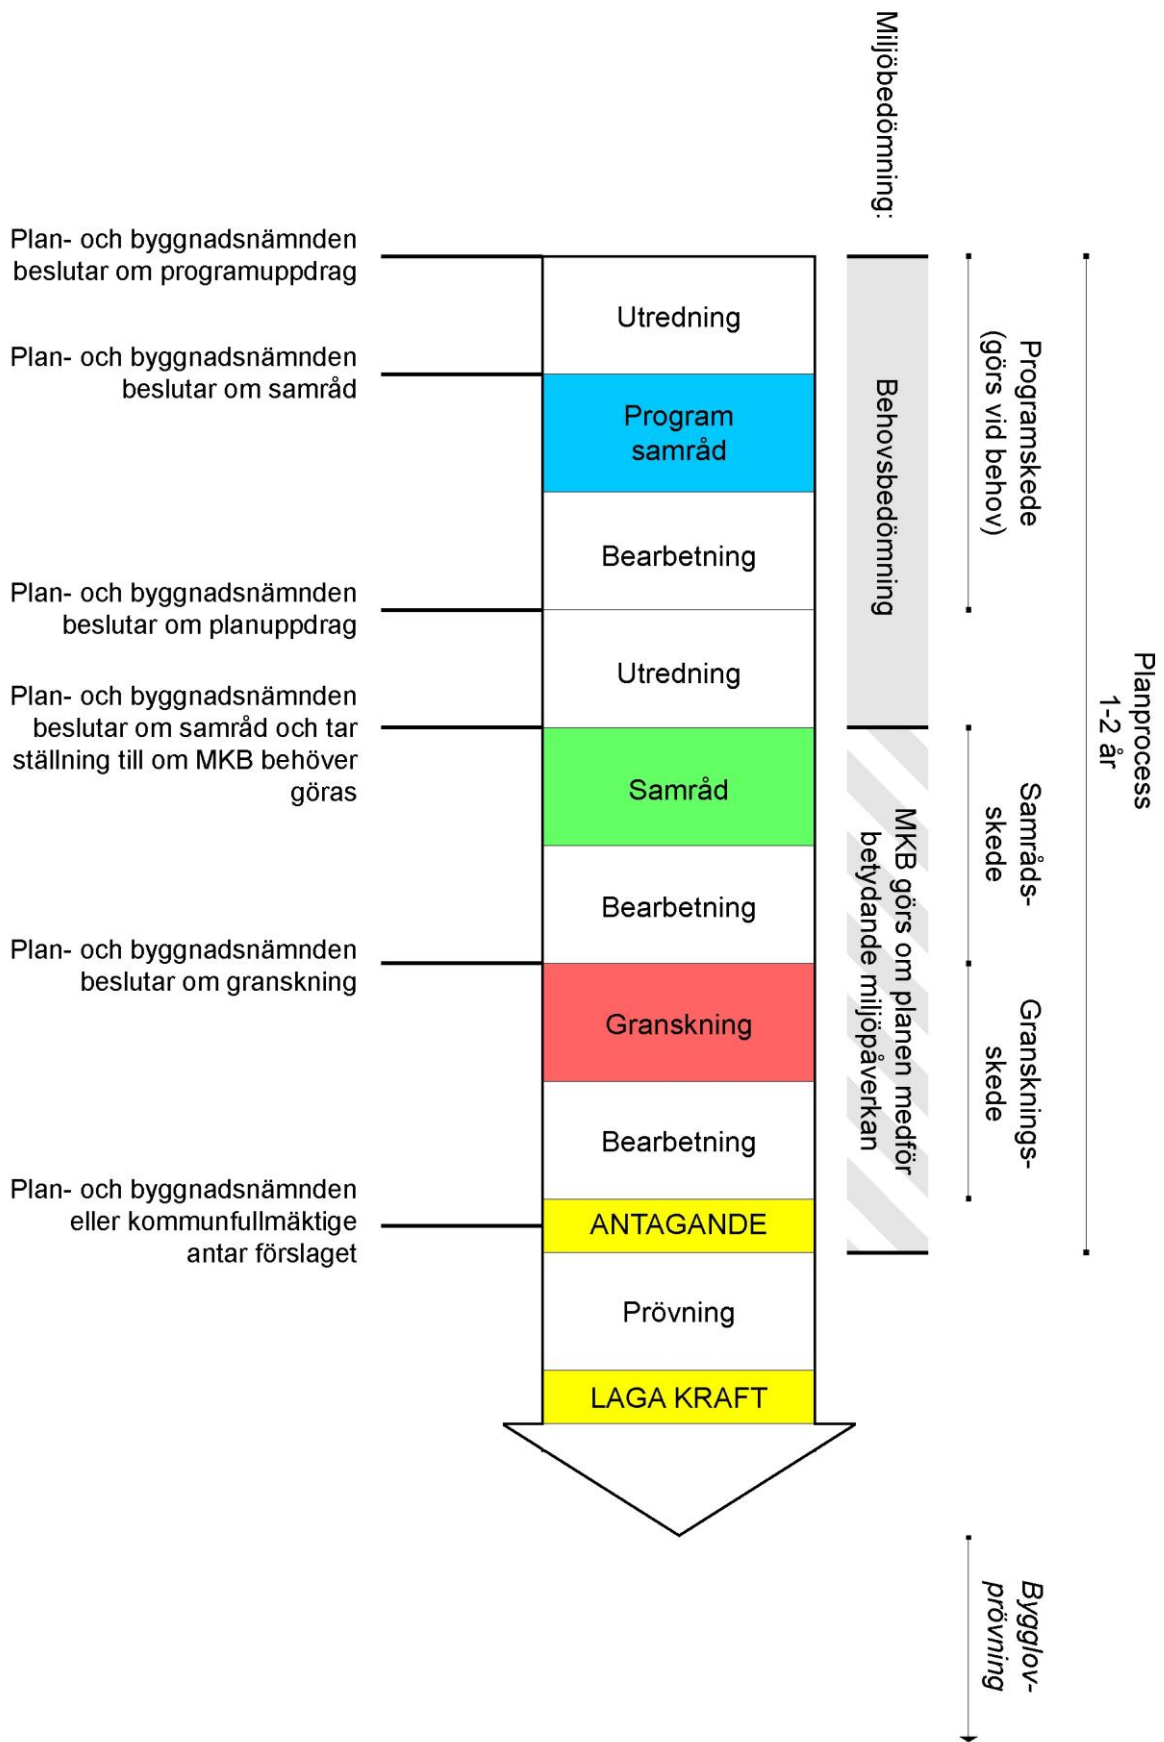 Miljöbedömning:
Plan- och byggnadsnämnden
beslutar om programuppdrag
Plan- och byggnadsnämnden
beslutar om samråd
Plan- och byggnadsnämnden
beslutar om planuppdrag
Plan- och byggnadsnämnden
beslutar om samråd och tar
ställning till om MKB behöver
göras
Plan- och byggnadsnämnden
beslutar om granskning
Plan- och byggnadsnämnden
eller kommunfullmäktige
antar förslaget
Utredning
Program
samråd
Bearbetning
Utredning
Samråd
Bearbetning
Granskning
Bearbetning
ANTAGANDE
Prövning
LAGA KRAFT
Behovsbedömning
MKB görs om planen medför
betydande miljöpåverkan
Programskede
(görs vid behov)
Samråds-
skede
Gransknings-
skede
Bygglov-
prövning
Planprocess
1-2 år